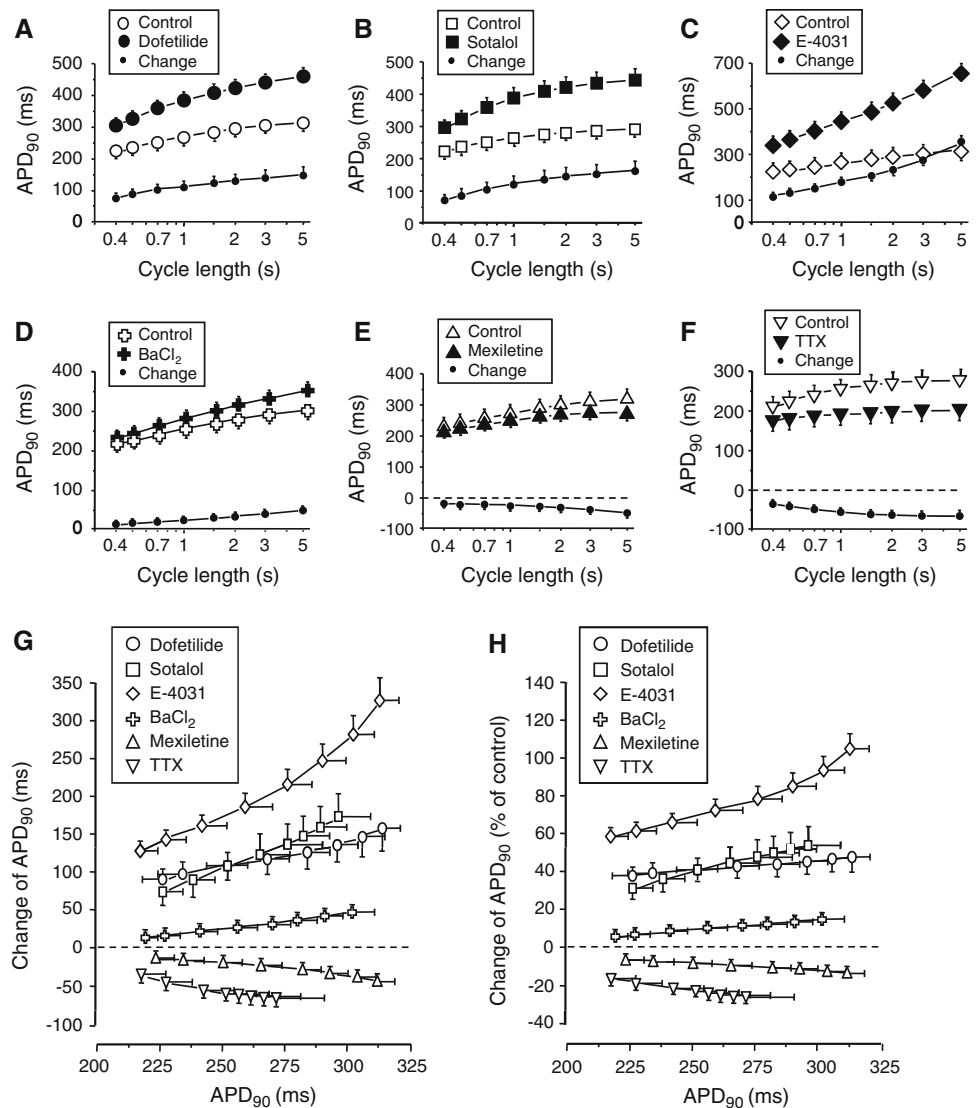 A
Control
Dofetilide
Change
APD90 (ms)
500
400
300
200
100
0
0.4 0.7 1 2 3 5
Cycle length (s)
B
Control
Sotalol
Change
APD90 (ms)
500
400
300
200
100
0
0.4 0.7 1 2 3 5
Cycle length (s)
C
Control
E-4031
Change
APD90 (ms)
700
500
300
100
0
0.4 0.7 1 2 3 5
Cycle length (s)
D
Control
BaCl2
Change
APD90 (ms)
400
300
200
100
0
0.4 0.7 1 2 3 5
Cycle length (s)
E
Control
Mexiletine
Change
APD90 (ms)
400
300
200
100
0
-100
0.4 0.7 1 2 3 5
Cycle length (s)
F
Control
TTX
Change
APD90 (ms)
300
200
100
0
-100
0.4 0.7 1 2 3 5
Cycle length (s)
G
Dofetilide
Sotalol
E-4031
BaCl2
Mexiletine
TTX
Change of APD90 (ms)
350
300
250
200
150
100
50
0
-50
-100
200 225 250 275 300 325
APD90 (ms)
H
Dofetilide
Sotalol
E-4031
BaCl2
Mexiletine
TTX
Change of APD90 (% of control)
140
120
100
80
60
40
20
0
-20
-40
200 225 250 275 300 325
APD90 (ms)